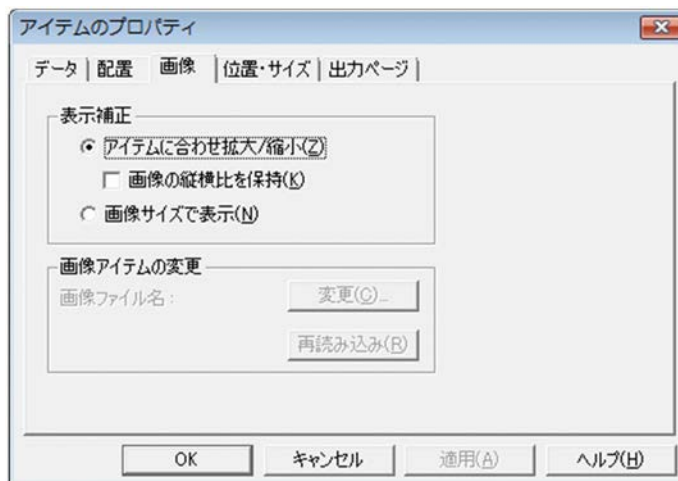 アイテムのプロパティ
データ 配置 画像 位置・サイズ 出力ページ
表示補正
アイテムに合わせ拡大/縮小(Z)
画像の縦横比を保持(K)
画像サイズで表示(N)
画像アイテムの変更
画像ファイル名: 変更(C)...
再読み込み(R)
OK キャンセル 適用(A) ヘルプ(H)